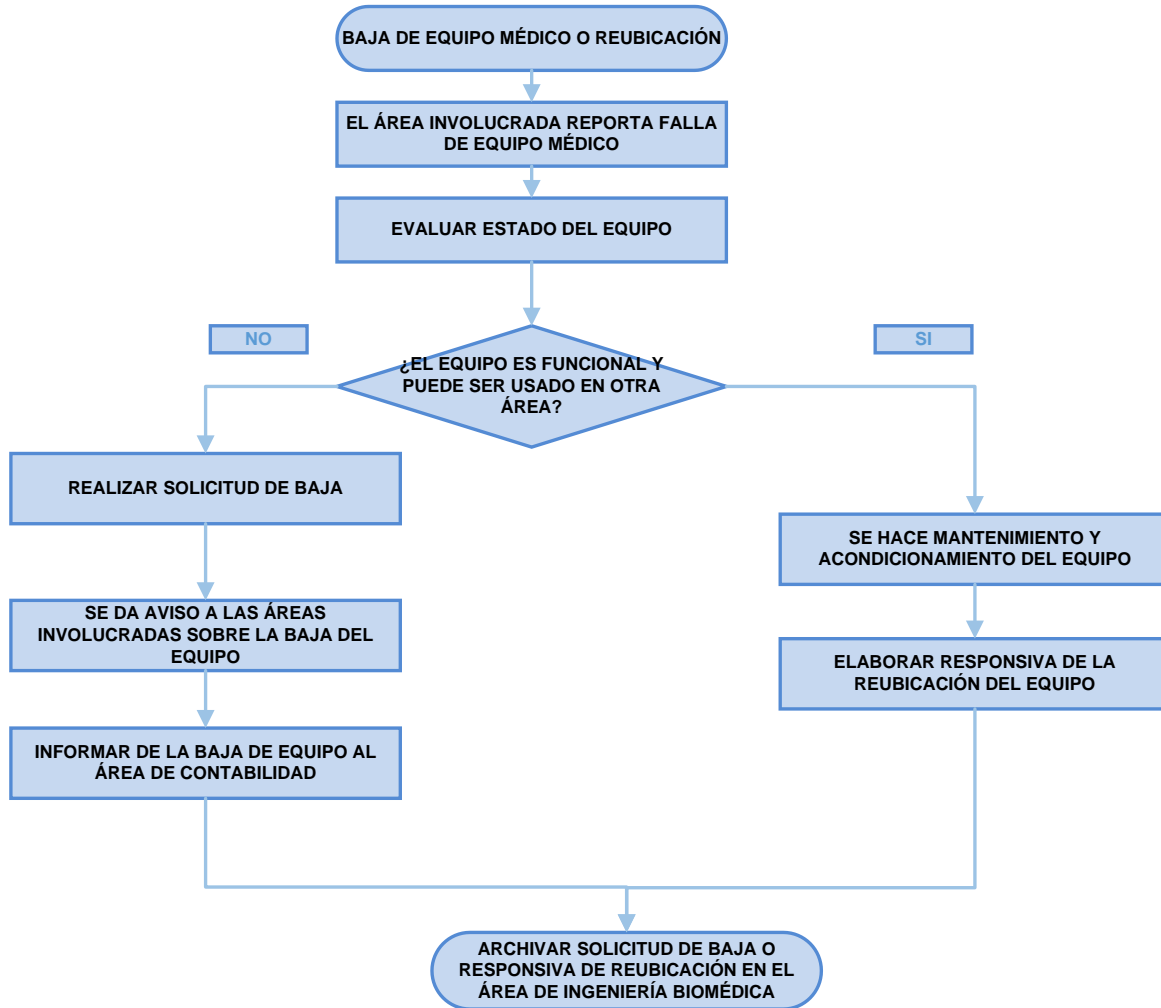 BAJA DE EQUIPO MÉDICO O REUBICACIÓN
EL ÁREA INVOLUCRADA REPORTA FALLA
DE EQUIPO MÉDICO
EVALUAR ESTADO DEL EQUIPO
NO
SI
¿EL EQUIPO ES FUNCIONAL Y
PUEDE SER USADO EN OTRA
ÁREA?
REALIZAR SOLICITUD DE BAJA
SE DA AVISO A LAS ÁREAS
INVOLUCRADAS SOBRE LA BAJA DEL
EQUIPO
INFORMAR DE LA BAJA DE EQUIPO AL
ÁREA DE CONTABILIDAD
SE HACE MANTENIMIENTO Y
ACONDICIONAMIENTO DEL EQUIPO
ELABORAR RESPONSIVA DE LA
REUBICACIÓN DEL EQUIPO
ARCHIVAR SOLICITUD DE BAJA O
RESPONSIVA DE REUBICACIÓN EN EL
ÁREA DE INGENIERÍA BIOMÉDICA